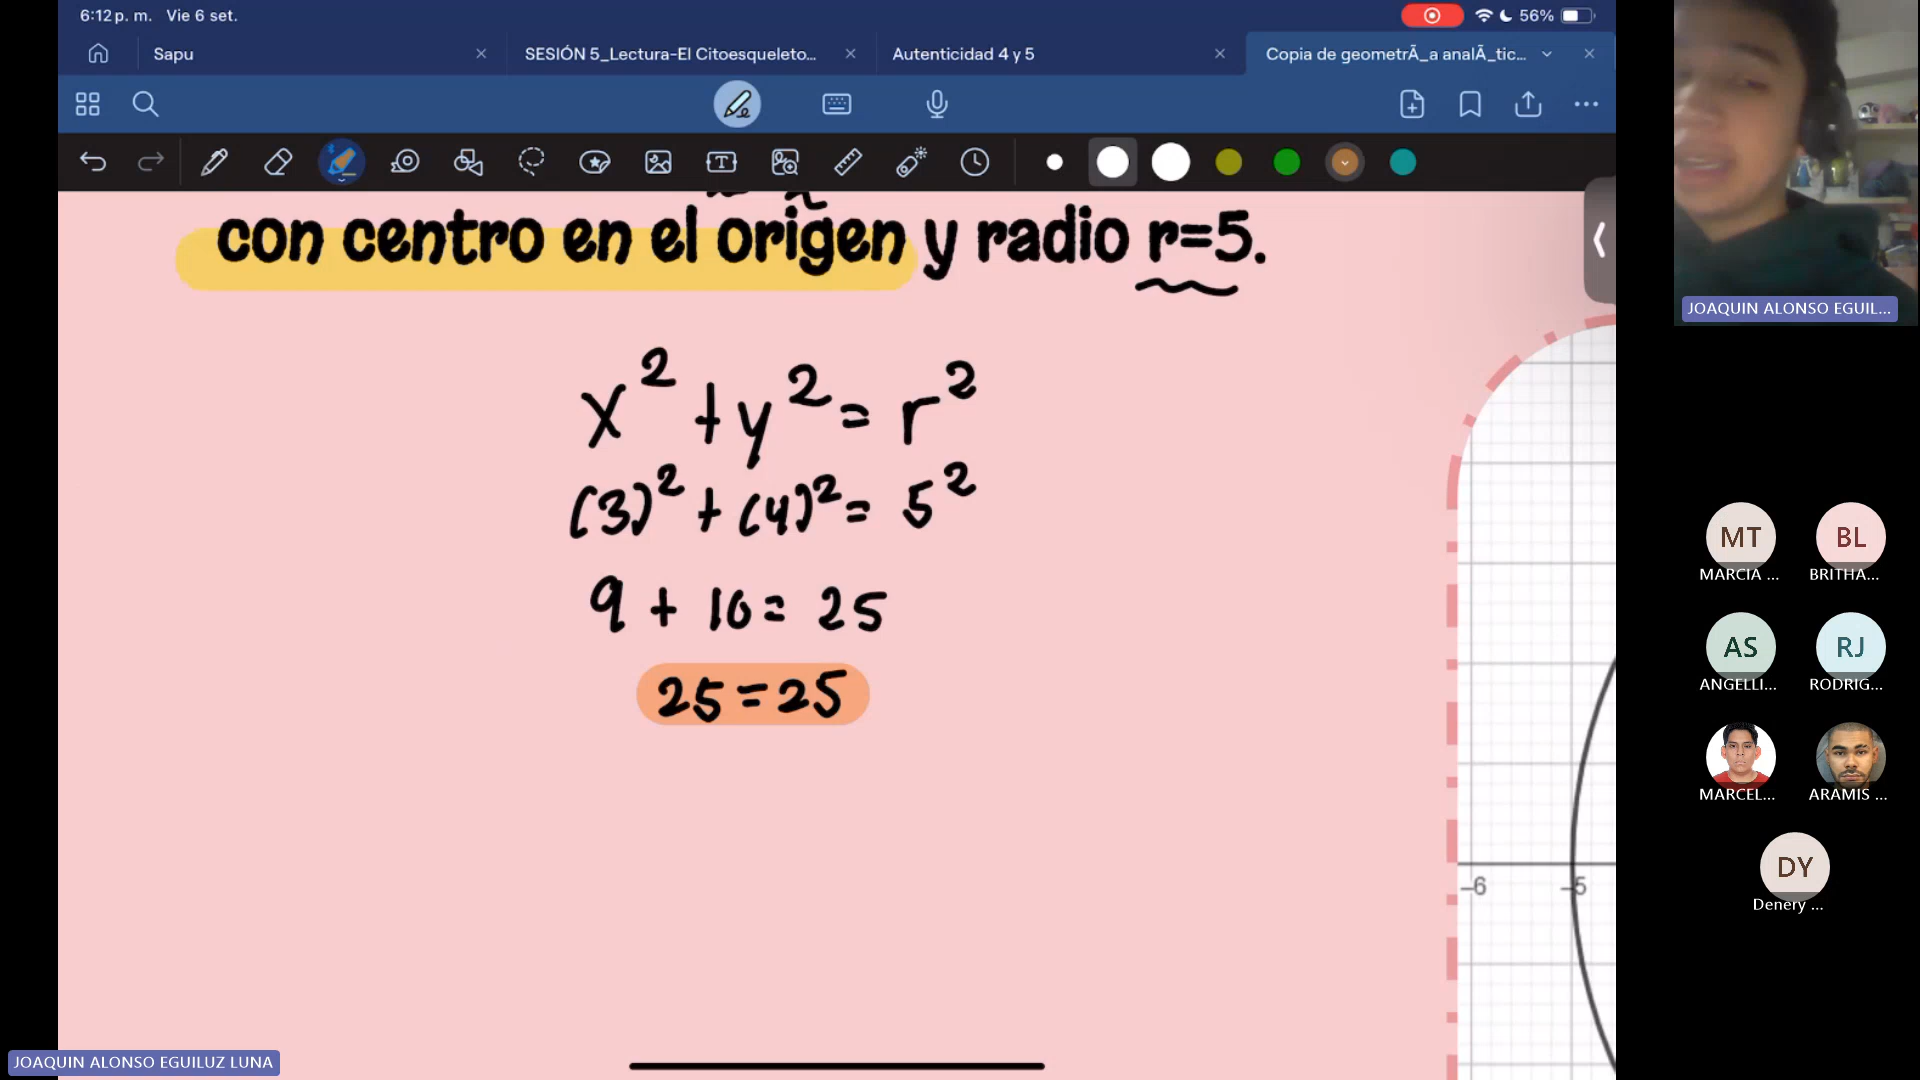 6:12 p. m. Vie 6 set.
56%
Sapu
SESIÓN 5_Lectura-El Citoesqueleto...
Autenticidad 4 y 5
Copia de geometrÃ_a analÃ_tic...
con centro en el origen y radio r=5.
x² + y² = r²
(3)² + (4)² = 5²
9 + 16 = 25
25 = 25
-6
-5
JOAQUIN ALONSO EGUIL...
MT
MARCIA ...
BL
BRITHA...
AS
ANGELLI...
RJ
RODRIG...
MARCEL...
ARAMIS ...
DY
Denery ...
JOAQUIN ALONSO EGUILUZ LUNA